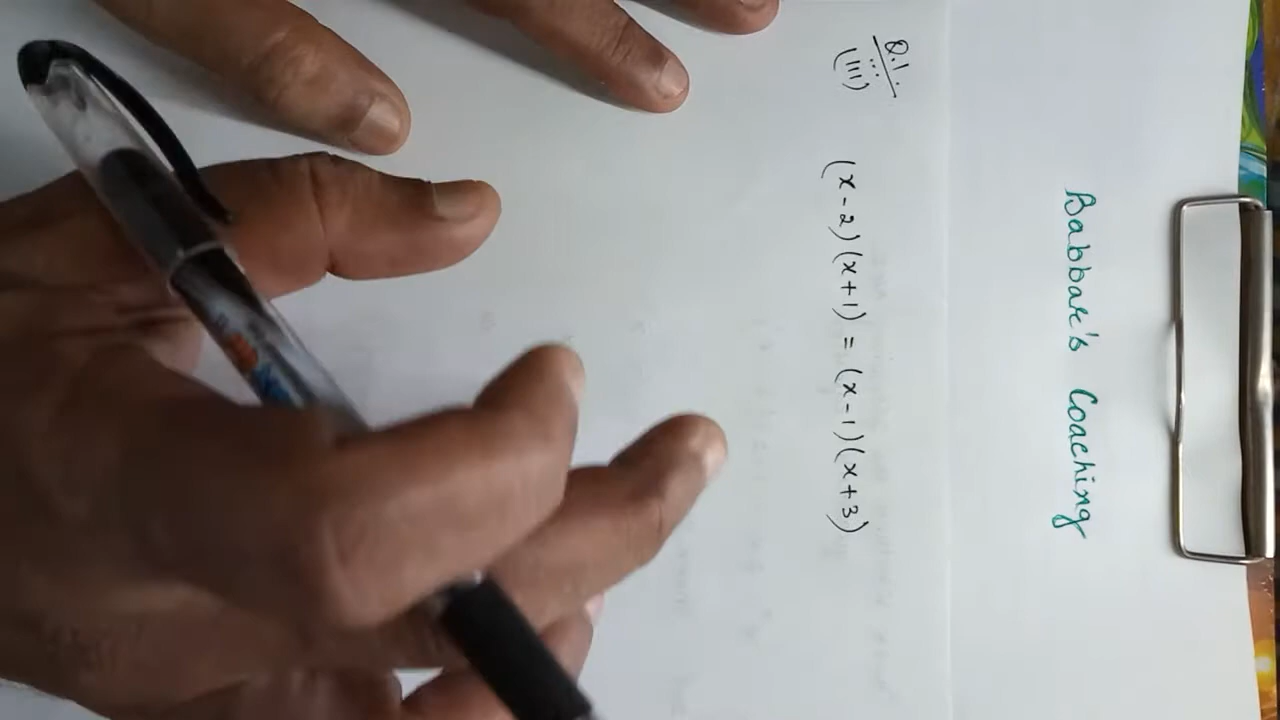 Babbar's Coaching
Q.1.
(iii) (x-2)(x+1) = (x-1)(x+3)